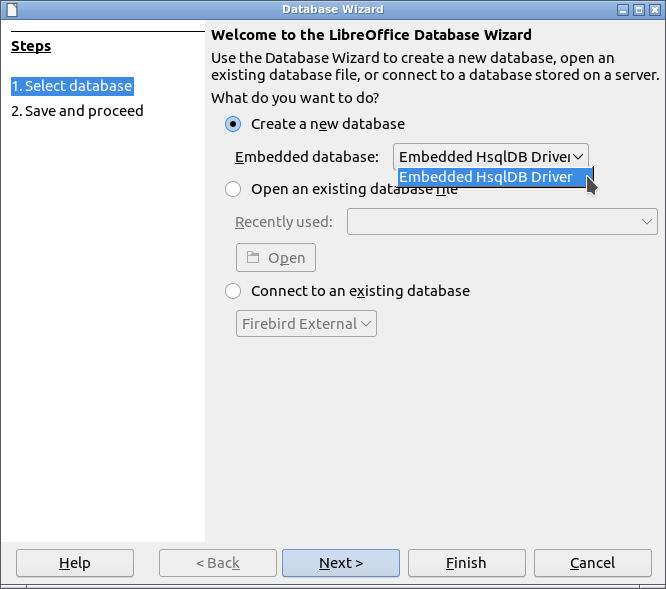 Database Wizard
Steps
1. Select database
2. Save and proceed
Welcome to the LibreOffice Database Wizard
Use the Database Wizard to create a new database, open an
existing database file, or connect to a database stored on a server.
What do you want to do?
Create a new database
Embedded database:
Embedded HsqlDB Driver
Embedded HsqlDB Driver
Open an existing database file
Recently used:
Open
Connect to an existing database
Firebird External
Help
< Back
Next >
Finish
Cancel